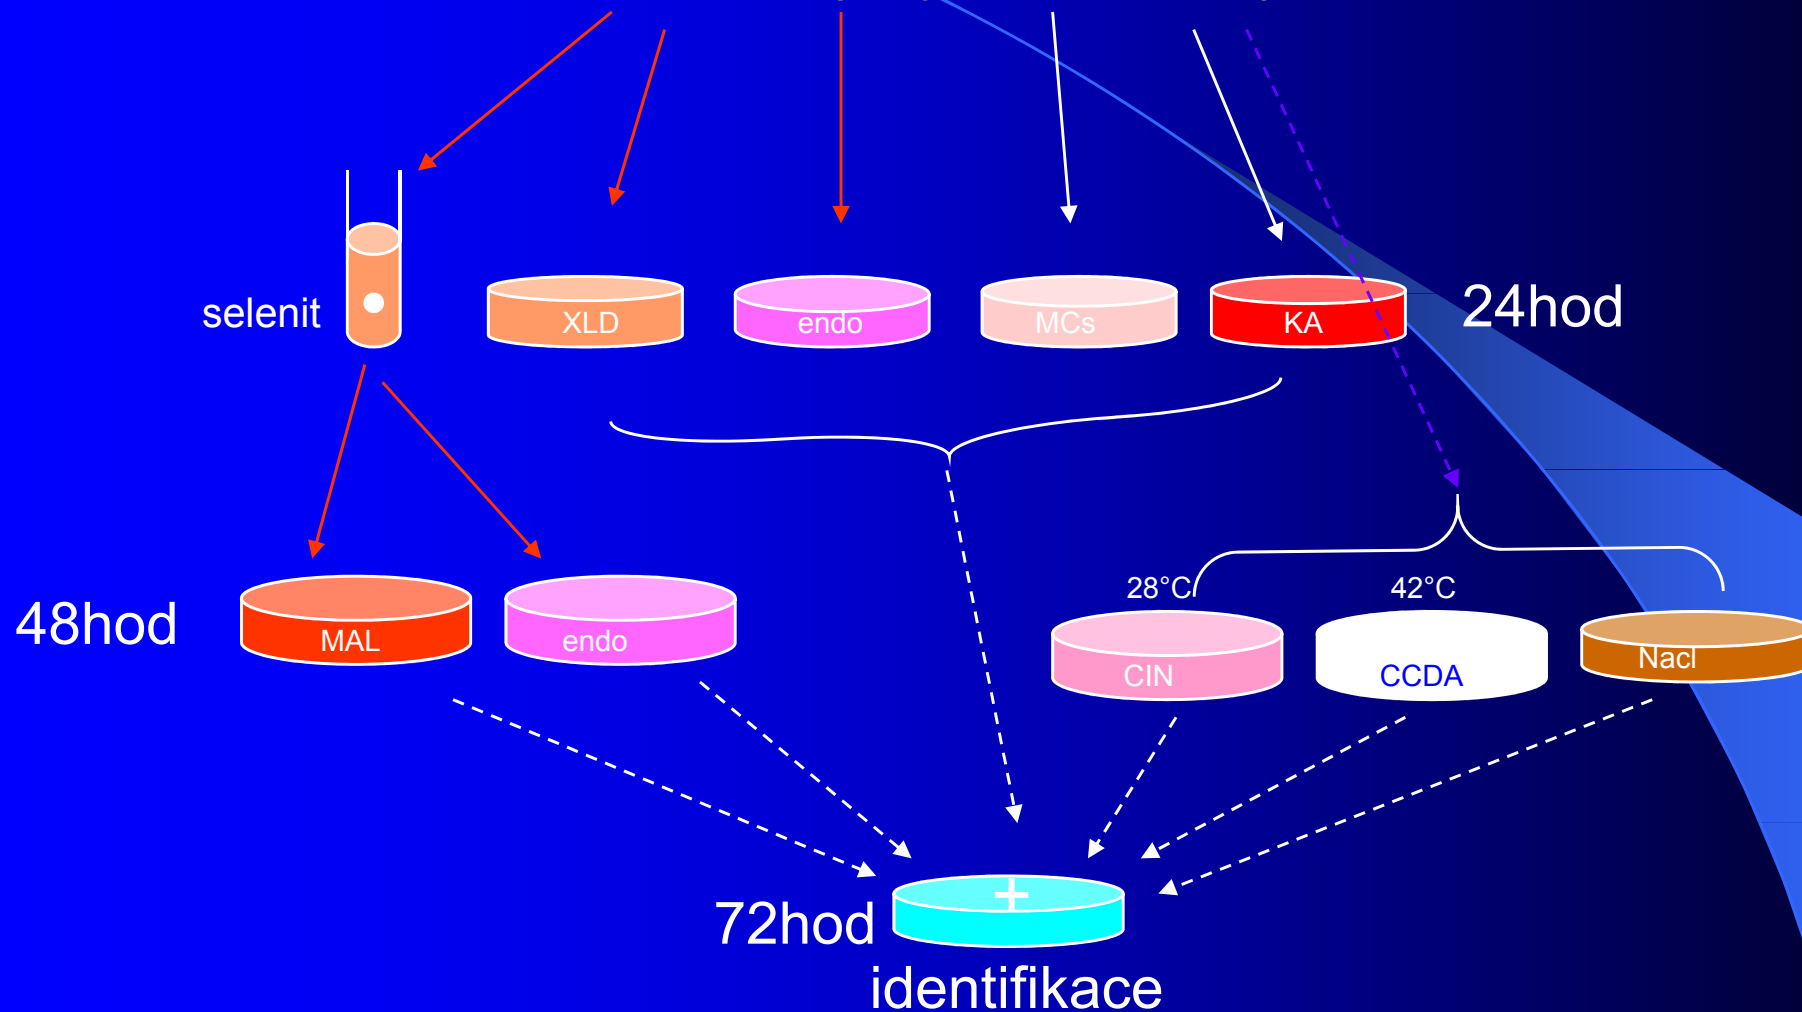 selenit
XLD
endo
MCs
KA
24hod
48hod
MAL
endo
28°C
42°C
CIN
CCDA
Nacl
+
72hod
identifikace